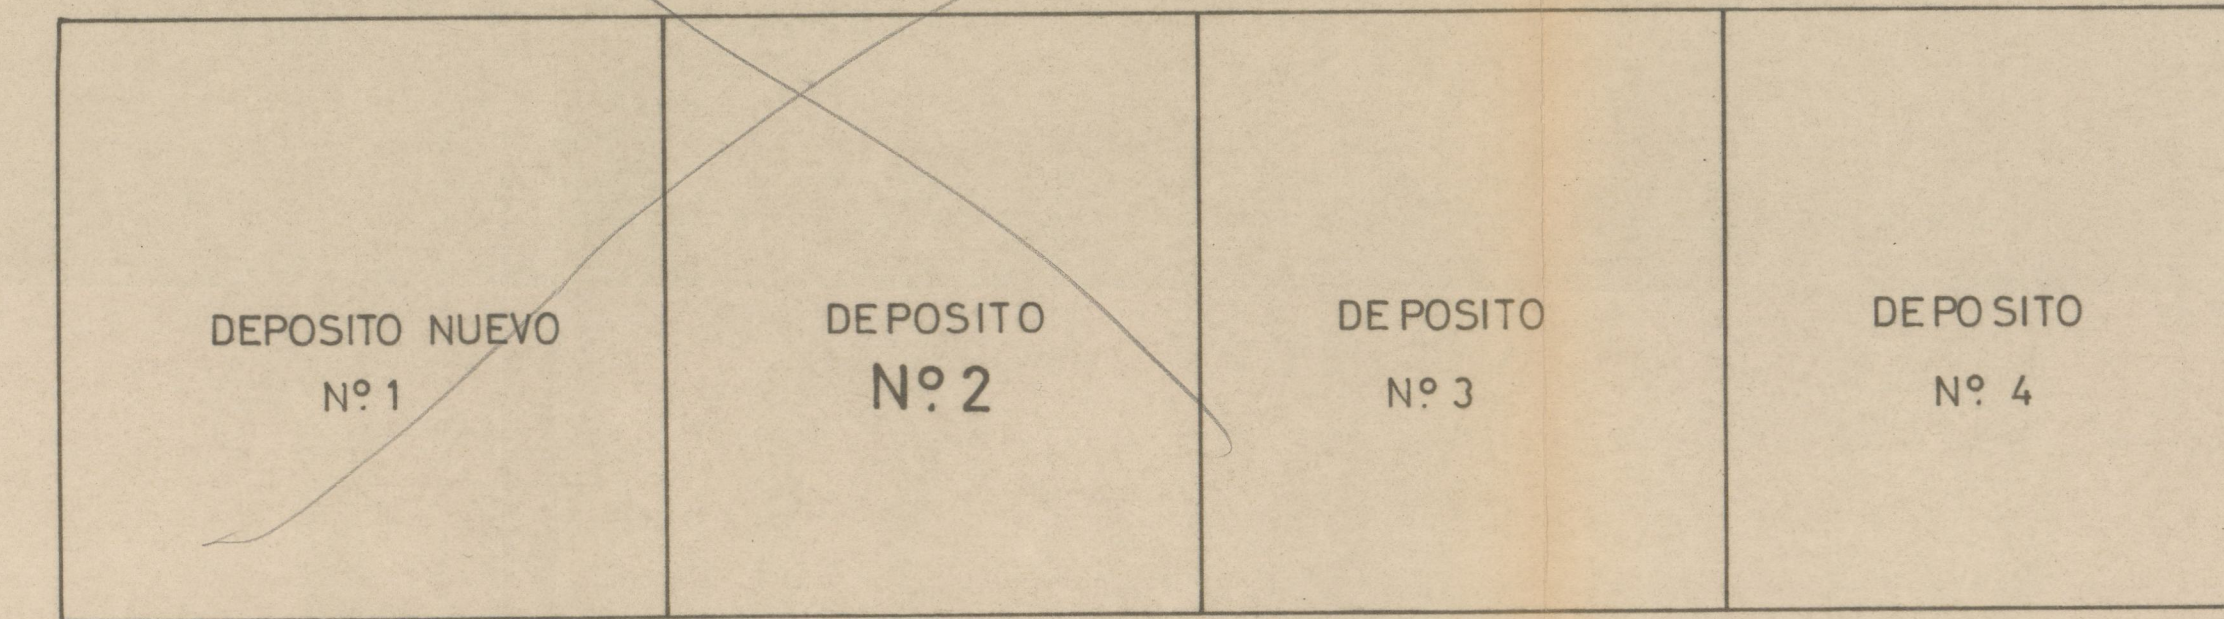 DEPOSITO NUEVO
Nº 1
DEPOSITO
Nº 2
DEPOSITO
Nº 3
DEPOSITO
Nº 4